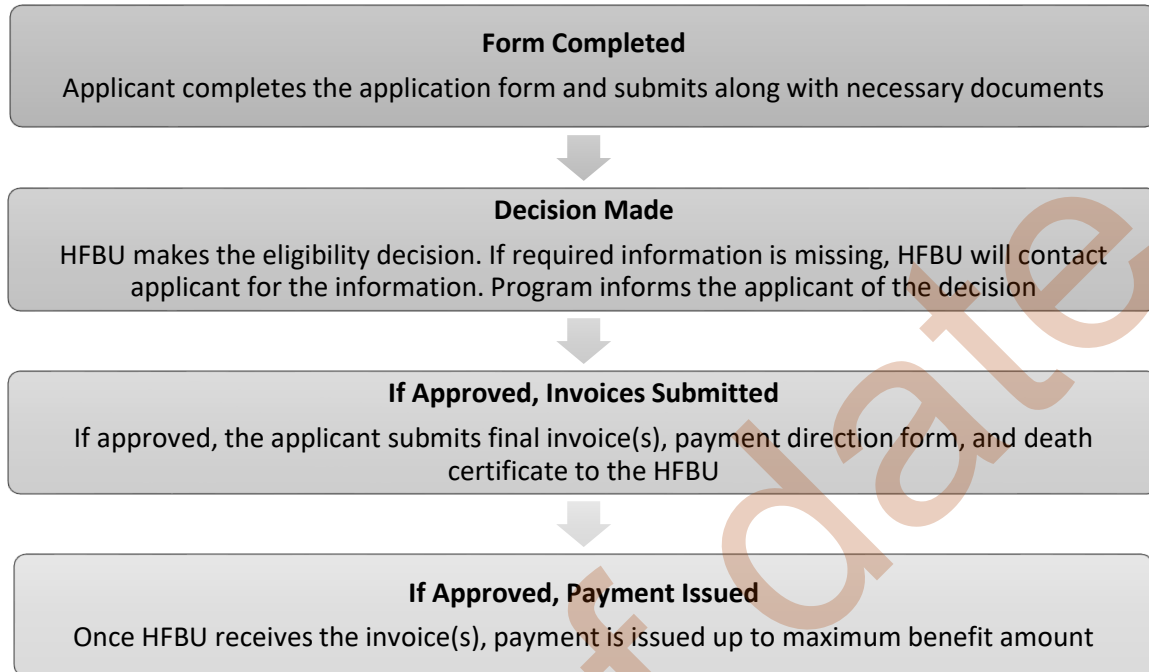 Form Completed
Applicant completes the application form and submits along with necessary documents
Decision Made
HFBU makes the eligibility decision. If required information is missing, HFBU will contact
applicant for the information. Program informs the applicant of the decision
If Approved, Invoices Submitted
If approved, the applicant submits final invoice(s), payment direction form, and death
certificate to the HFBU
If Approved, Payment Issued
Once HFBU receives the invoice(s), payment is issued up to maximum benefit amount
f date